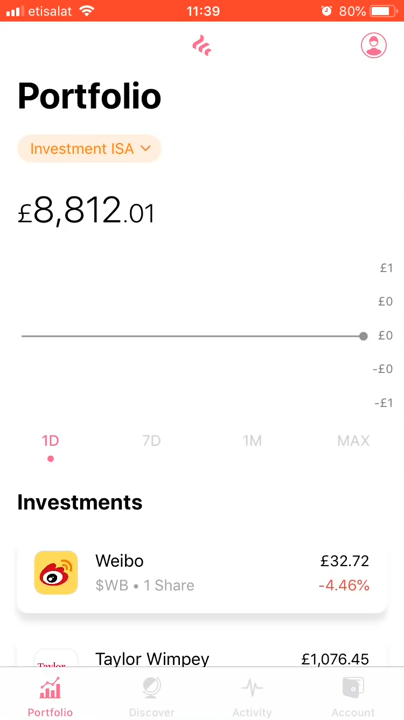 etisalat 11:39 80%
Portfolio
Investment ISA
£8,812.01
£1
£0
£0
-£0
-£1
1D 7D 1M MAX
Investments
Weibo £32.72
$WB • 1 Share -4.46%
Taylor
Taylor Wimpey £1,076.45
Portfolio Discover Activity Account